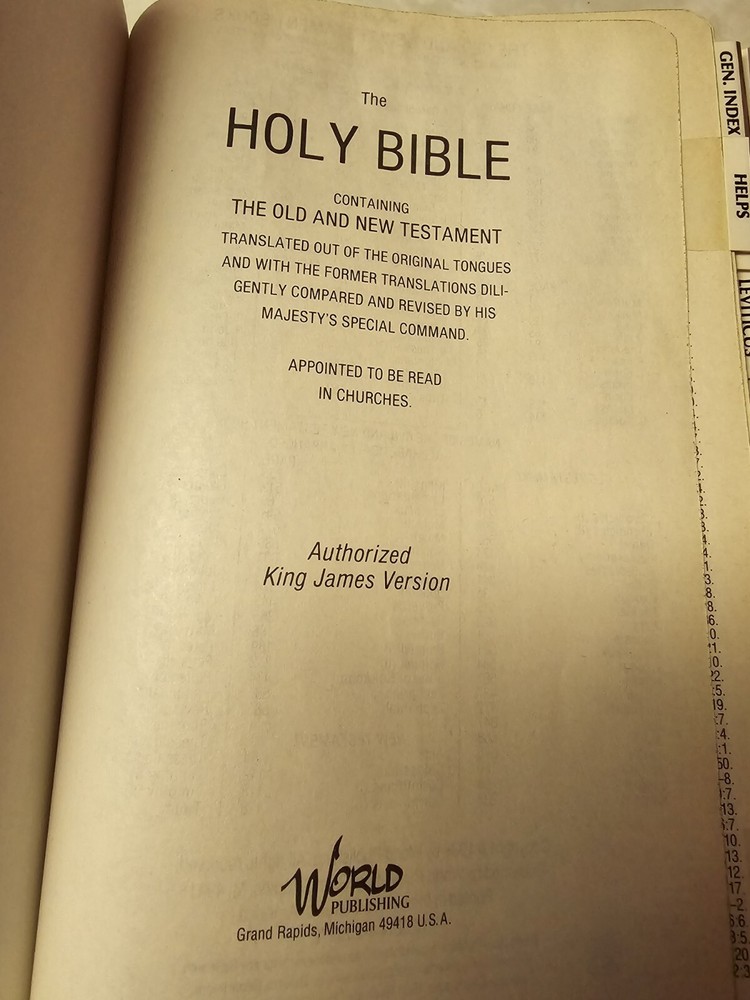 The
HOLY BIBLE
CONTAINING
THE OLD AND NEW TESTAMENT
TRANSLATED OUT OF THE ORIGINAL TONGUES
AND WITH THE FORMER TRANSLATIONS DILI-
GENTLY COMPARED AND REVISED BY HIS
MAJESTY'S SPECIAL COMMAND.
APPOINTED TO BE READ
IN CHURCHES.
Authorized
King James Version
WORLD
PUBLISHING
Grand Rapids, Michigan 49418 U.S.A.
GEN. INDEX
HELPS
LEVITICUS